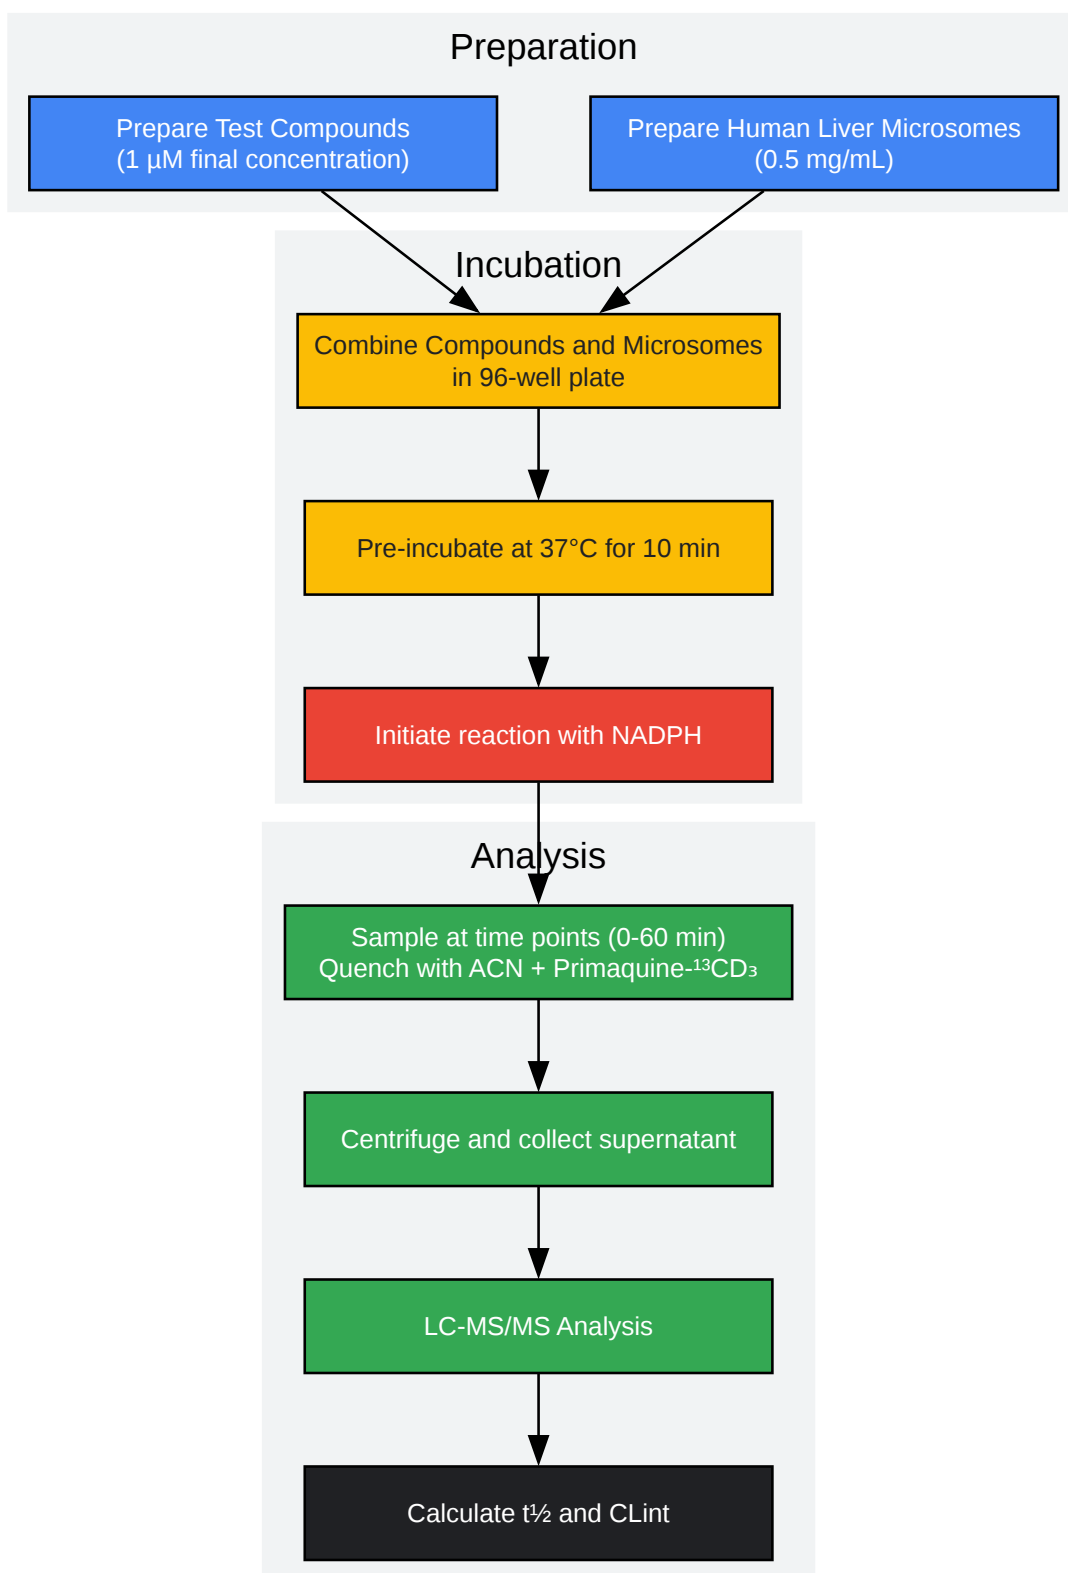 Preparation
Prepare Test Compounds
(1 µM final concentration)
Prepare Human Liver Microsomes
(0.5 mg/mL)
Incubation
Combine Compounds and Microsomes
in 96-well plate
Pre-incubate at 37°C for 10 min
Initiate reaction with NADPH
Analysis
Sample at time points (0-60 min)
Quench with ACN + Primaquine-¹³CD₃
Centrifuge and collect supernatant
LC-MS/MS Analysis
Calculate t½ and CLint